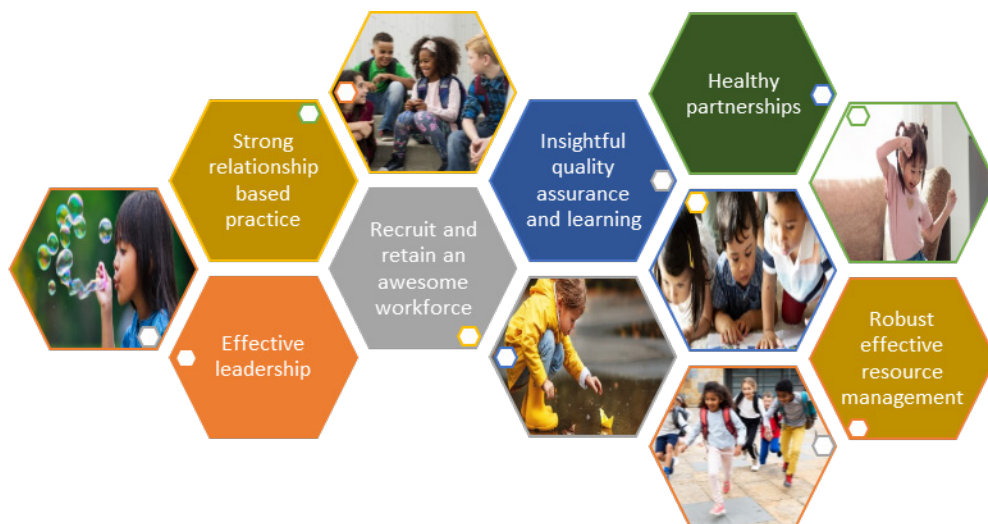 Strong
relationship
based
practice
Effective
leadership
Recruit and
retain an
awesome
workforce
Insightful
quality
assurance
and learning
Healthy
partnerships
Robust
effective
resource
management